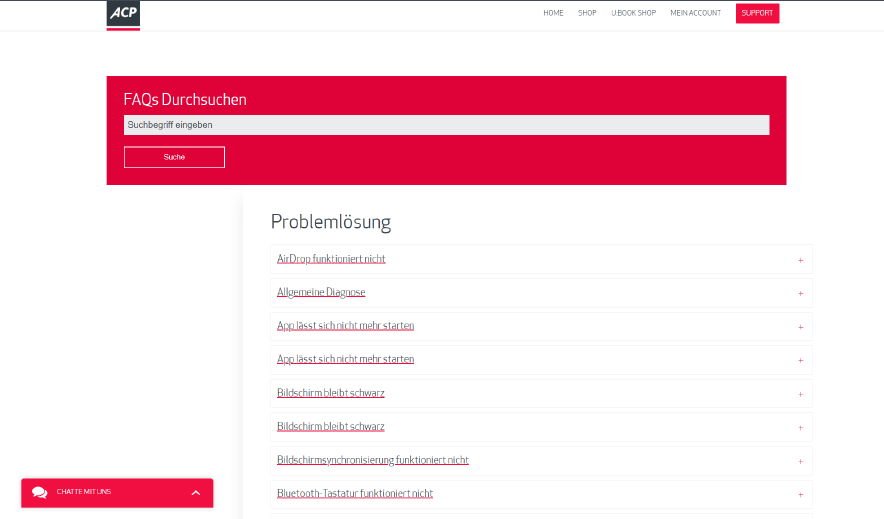 ACP
HOME SHOP U:BOOK SHOP MEIN ACCOUNT SUPPORT
FAQs Durchsuchen
Suchbegriff eingeben
Suche
Problemlösung
AirDrop funktioniert nicht +
Allgemeine Diagnose +
App lässt sich nicht mehr starten +
App lässt sich nicht mehr starten +
Bildschirm bleibt schwarz +
Bildschirm bleibt schwarz +
Bildschirmsynchronisierung funktioniert nicht +
Bluetooth-Tastatur funktioniert nicht +
CHATTE MIT UNS